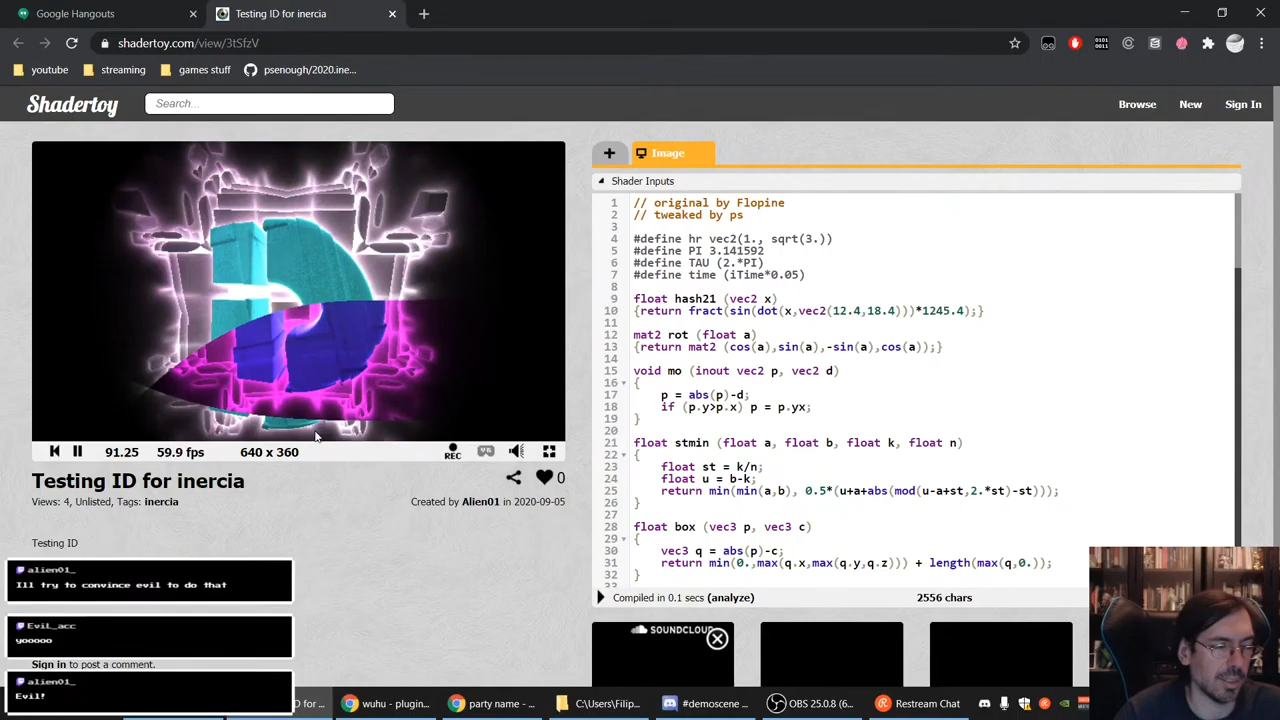 Google Hangouts
Testing ID for inercia
shadertoy.com/view/3tSfzV
youtube
streaming
games stuff
psenough/2020.ine...
Shadertoy
Search...
Browse
New
Sign In
Image
Shader Inputs
1 // original by Flopine
2 // tweaked by ps
3
4 #define hr vec2(1., sqrt(3.))
5 #define PI 3.141592
6 #define TAU (2.*PI)
7 #define time (iTime*0.05)
8
9 float hash21 (vec2 x)
10 {return fract(sin(dot(x,vec2(12.4,18.4)))*1245.4);}
11
12 mat2 rot (float a)
13 {return mat2 (cos(a),sin(a),-sin(a),cos(a));}
14
15 void mo (inout vec2 p, vec2 d)
16 {
17 p = abs(p)-d;
18 if (p.y>p.x) p = p.yx;
19 }
20
21 float stmin (float a, float b, float k, float n)
22 {
23 float st = k/n;
24 float u = b-k;
25 return min(min(a,b), 0.5*(u+a+abs(mod(u-a+st,2.*st)-st)));
26 }
27
28 float box (vec3 p, vec3 c)
29 {
30 vec3 q = abs(p)-c;
31 return min(0.,max(q.x,max(q.y,q.z))) + length(max(q,0.));
32 }
33
91.25
59.9 fps
640 x 360
REC
Testing ID for inercia
0
Views: 4, Unlisted, Tags: inercia
Created by Alien01 in 2020-09-05
Testing ID
alien01_
Ill try to convince evil to do that
Evil_acc
yooooo
Sign in to post a comment.
alien01_
Evil!
Compiled in 0.1 secs (analyze)
2556 chars
SOUNDCLOUD
D for ...
wuhu - plugin...
party name - ...
C:\Users\Filip...
#demoscene ...
OBS 25.0.8 (6...
Restream Chat